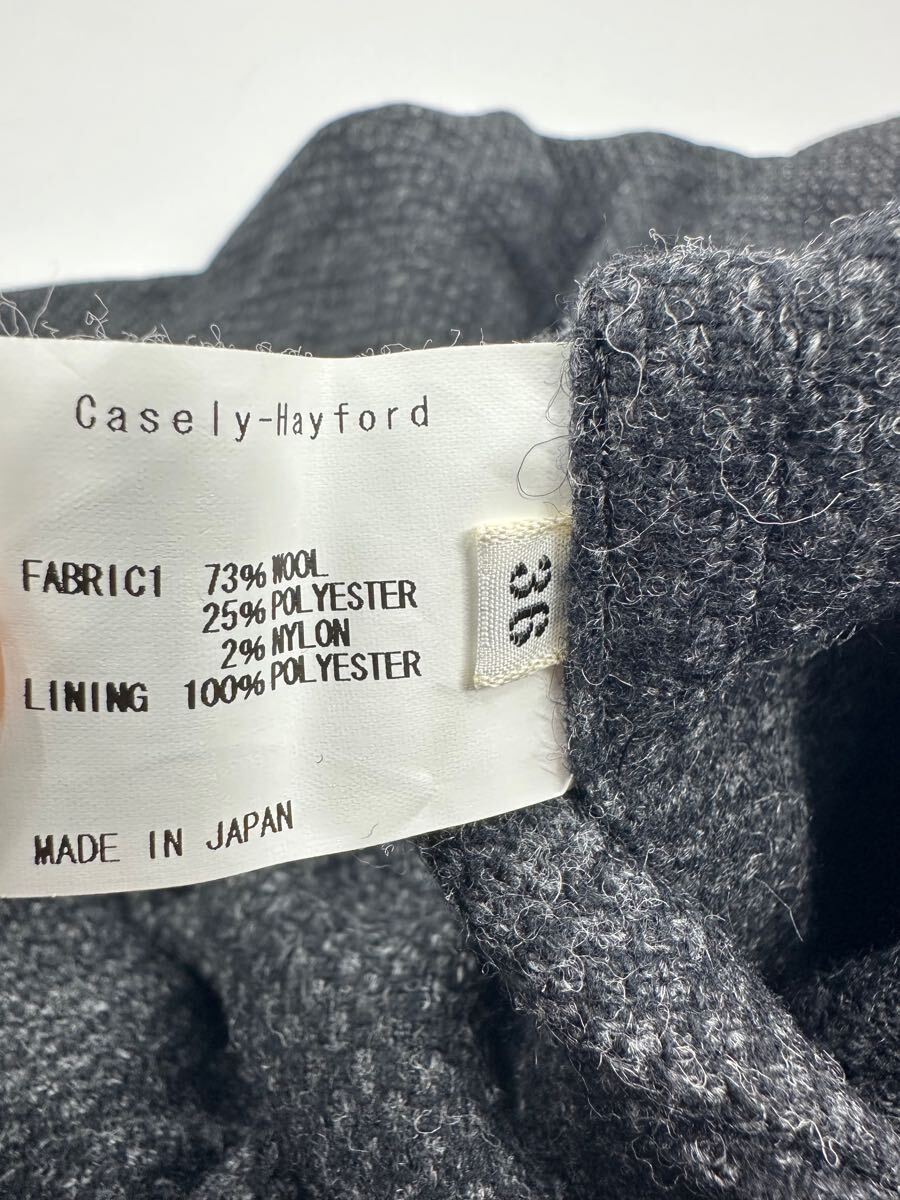 Casely-Hayford
FABRIC1 73% WOOL
25% POLYESTER
2% NYLON
LINING 100% POLYESTER
MADE IN JAPAN
36